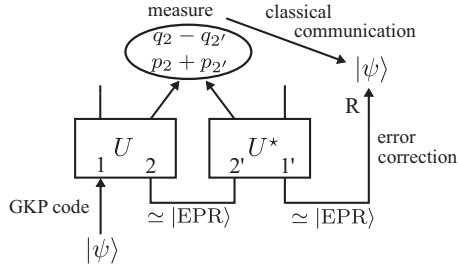 measure
classical
communication
q₂ − q₂′
p₂ + p₂′
|ψ⟩
R
U
1 2
U⋆
2' 1'
error
correction
GKP code
≃ |EPR⟩
≃ |EPR⟩
|ψ⟩